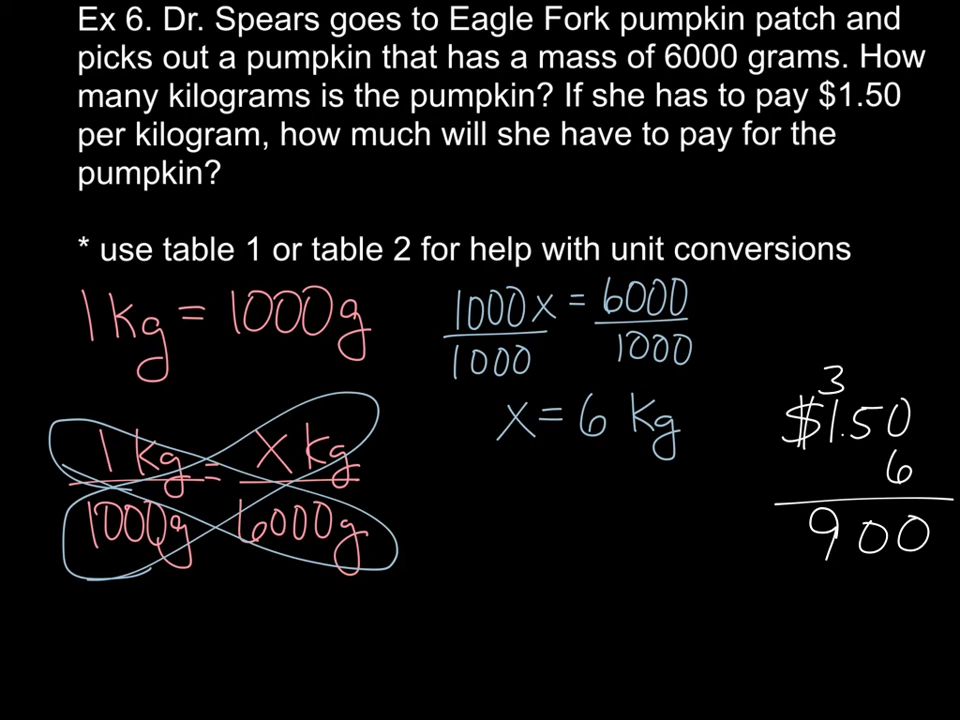 Ex 6. Dr. Spears goes to Eagle Fork pumpkin patch and
picks out a pumpkin that has a mass of 6000 grams. How
many kilograms is the pumpkin? If she has to pay $1.50
per kilogram, how much will she have to pay for the
pumpkin?
* use table 1 or table 2 for help with unit conversions
1 kg = 1000 g
1 kg = x kg
1000g 6000g
1000x = 6000
1000 1000
x = 6 kg
3
$1.50
6
900